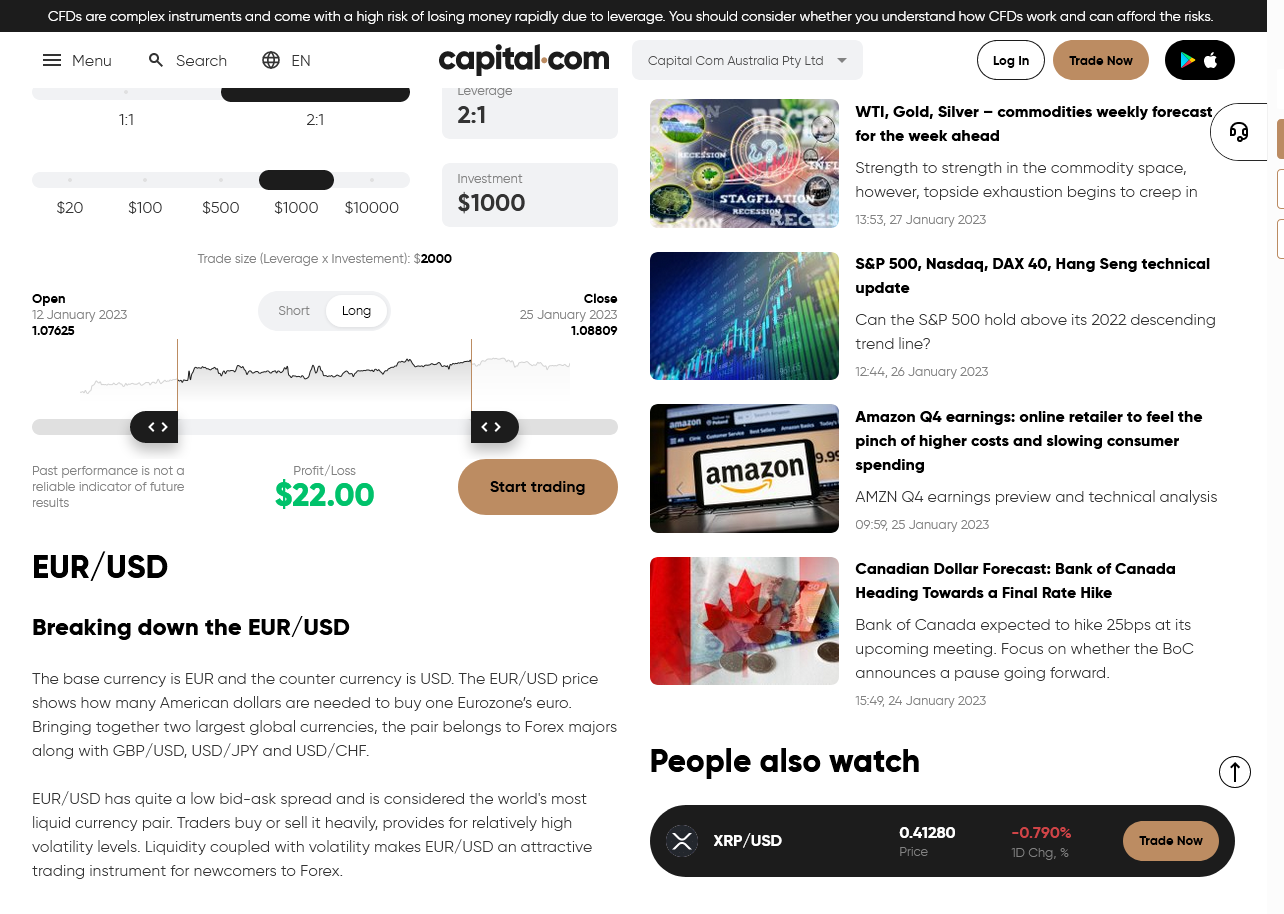 CFDs are complex instruments and come with a high risk of losing money rapidly due to leverage. You should consider whether you understand how CFDs work and can afford the risks.
Menu
Search
EN
capital.com
Capital Com Australia Pty Ltd
Log In
Trade Now
1:1
2:1
Leverage
2:1
$20
$100
$500
$1000
$10000
Investment
$1000
Trade size (Leverage x Investement): $2000
Open
12 January 2023
1.07625
Short
Long
Close
25 January 2023
1.08809
Past performance is not a
reliable indicator of future
results
Profit/Loss
$22.00
Start trading
EUR/USD
Breaking down the EUR/USD
The base currency is EUR and the counter currency is USD. The EUR/USD price
shows how many American dollars are needed to buy one Eurozone’s euro.
Bringing together two largest global currencies, the pair belongs to Forex majors
along with GBP/USD, USD/JPY and USD/CHF.
EUR/USD has quite a low bid-ask spread and is considered the world's most
liquid currency pair. Traders buy or sell it heavily, provides for relatively high
volatility levels. Liquidity coupled with volatility makes EUR/USD an attractive
trading instrument for newcomers to Forex.
RECESSION
STAGFLATION
RECESSION
WTI, Gold, Silver – commodities weekly forecast
for the week ahead
Strength to strength in the commodity space,
however, topside exhaustion begins to creep in
13:53, 27 January 2023
S&P 500, Nasdaq, DAX 40, Hang Seng technical
update
Can the S&P 500 hold above its 2022 descending
trend line?
12:44, 26 January 2023
amazon
amazon
Amazon Q4 earnings: online retailer to feel the
pinch of higher costs and slowing consumer
spending
AMZN Q4 earnings preview and technical analysis
09:59, 25 January 2023
Canadian Dollar Forecast: Bank of Canada
Heading Towards a Final Rate Hike
Bank of Canada expected to hike 25bps at its
upcoming meeting. Focus on whether the BoC
announces a pause going forward.
15:49, 24 January 2023
People also watch
XRP/USD
0.41280
Price
-0.790%
1D Chg, %
Trade Now